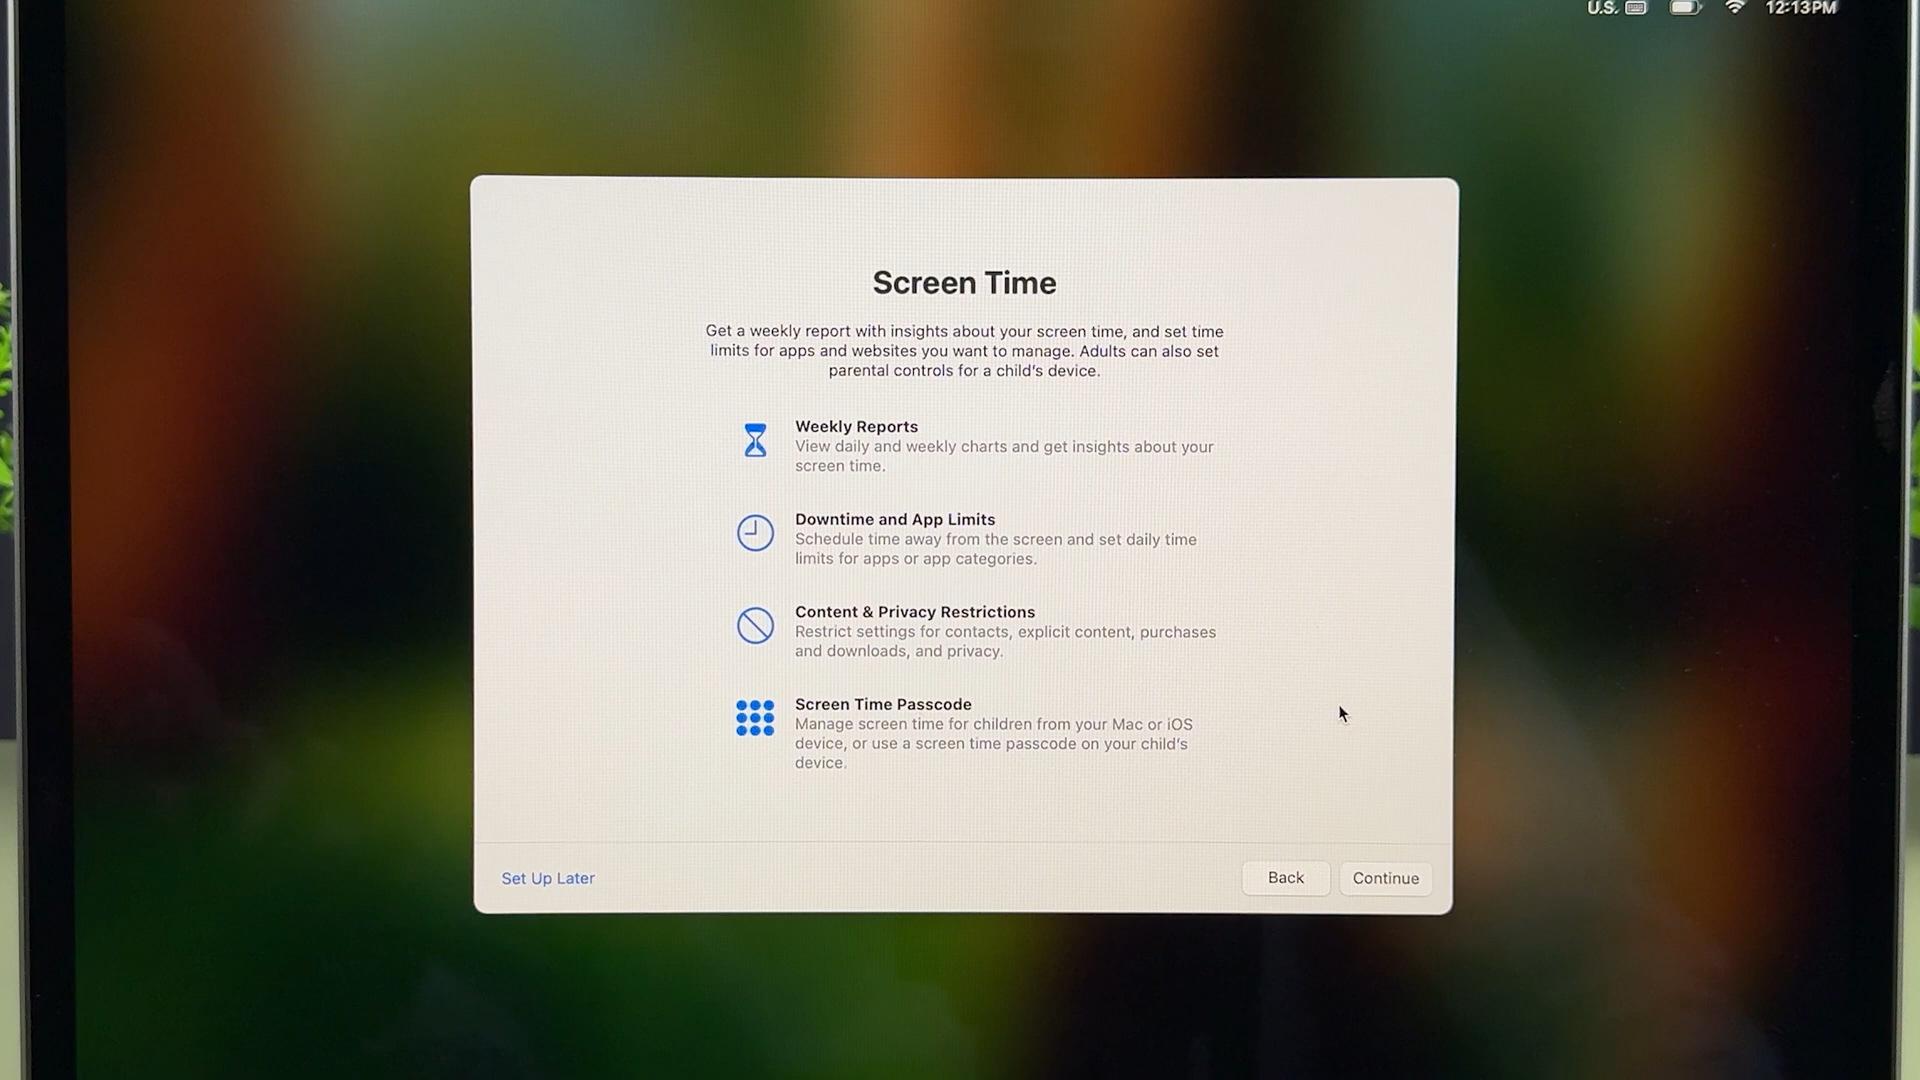 U.S. 12:13PM
Screen Time
Get a weekly report with insights about your screen time, and set time
limits for apps and websites you want to manage. Adults can also set
parental controls for a child's device.
Weekly Reports
View daily and weekly charts and get insights about your
screen time.
Downtime and App Limits
Schedule time away from the screen and set daily time
limits for apps or app categories.
Content & Privacy Restrictions
Restrict settings for contacts, explicit content, purchases
and downloads, and privacy.
Screen Time Passcode
Manage screen time for children from your Mac or iOS
device, or use a screen time passcode on your child's
device.
Set Up Later Back Continue